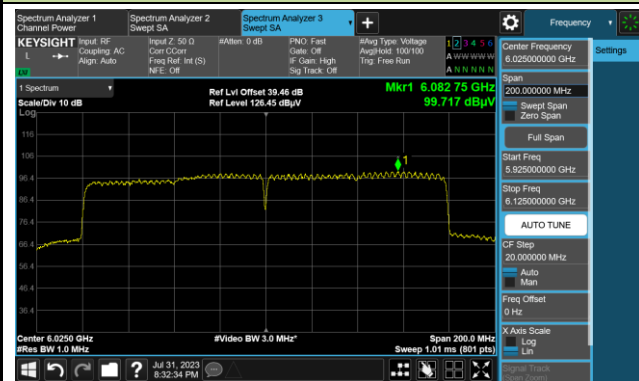 Spectrum Analyzer 1
Channel Power
Spectrum Analyzer 2
Swept SA
Spectrum Analyzer 3
Swept SA
Frequency
KEYSIGHT
L
Input: RF
Coupling: AC
Align: Auto
Input Z: 50 Ω
Corr CCorr
Freq Ref: Int (S)
NFE: Off
#Atten: 0 dB
PNO: Fast
Gate: Off
IF Gain: High
Sig Track: Off
#Avg Type: Voltage
Avg|Hold: 100/100
Trig: Free Run
1 2 3 4 5 6
A W W W W W
A N N N N N
1 Spectrum
Scale/Div 10 dB
Log
Ref Lvl Offset 39.46 dB
Ref Level 126.45 dBµV
Mkr1 6.082 75 GHz
99.717 dBµV
1
116
106
96.4
86.4
76.4
66.4
56.4
46.4
36.4
Center 6.0250 GHz
#Res BW 1.0 MHz
#Video BW 3.0 MHz*
Span 200.0 MHz
Sweep 1.01 ms (801 pts)
Jul 31, 2023
8:32:34 PM
Center Frequency
6.025000000 GHz
Settings
Span
200.000000 MHz
Swept Span
Zero Span
Full Span
Start Freq
5.925000000 GHz
Stop Freq
6.125000000 GHz
AUTO TUNE
CF Step
20.000000 MHz
Auto
Man
Freq Offset
0 Hz
X Axis Scale
Log
Lin
Signal Track
(Span Zoom)